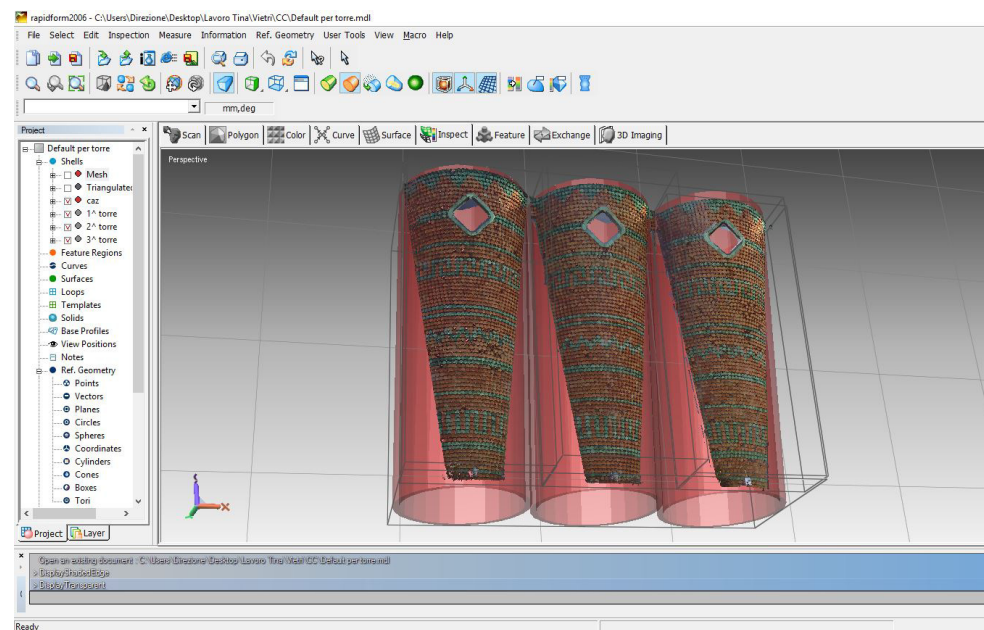 rapidform2006 - C:\Users\Direzione\Desktop\Lavoro Tina\Vietri\CC\Default per torre.mdl
File Select Edit Inspection Measure Information Ref. Geometry User Tools View Macro Help
mm,deg
Project
Scan Polygon Color Curve Surface Inspect Feature Exchange 3D Imaging
Default per torre
Perspective
Shells
Mesh
Triangulatec
caz
1^ torre
2^ torre
3^ torre
Feature Regions
Curves
Surfaces
Loops
Templates
Solids
Base Profiles
View Positions
Notes
Ref. Geometry
Points
Vectors
Planes
Circles
Spheres
Coordinates
Cylinders
Cones
Boxes
Tori
Project Layer
Open an existing document : C:\Users\Direzione\Desktop\Lavoro Tina\Vietri\CC\Default per torre.mdl
> DisplayShadedEdge
> DisplayTransparent
Ready